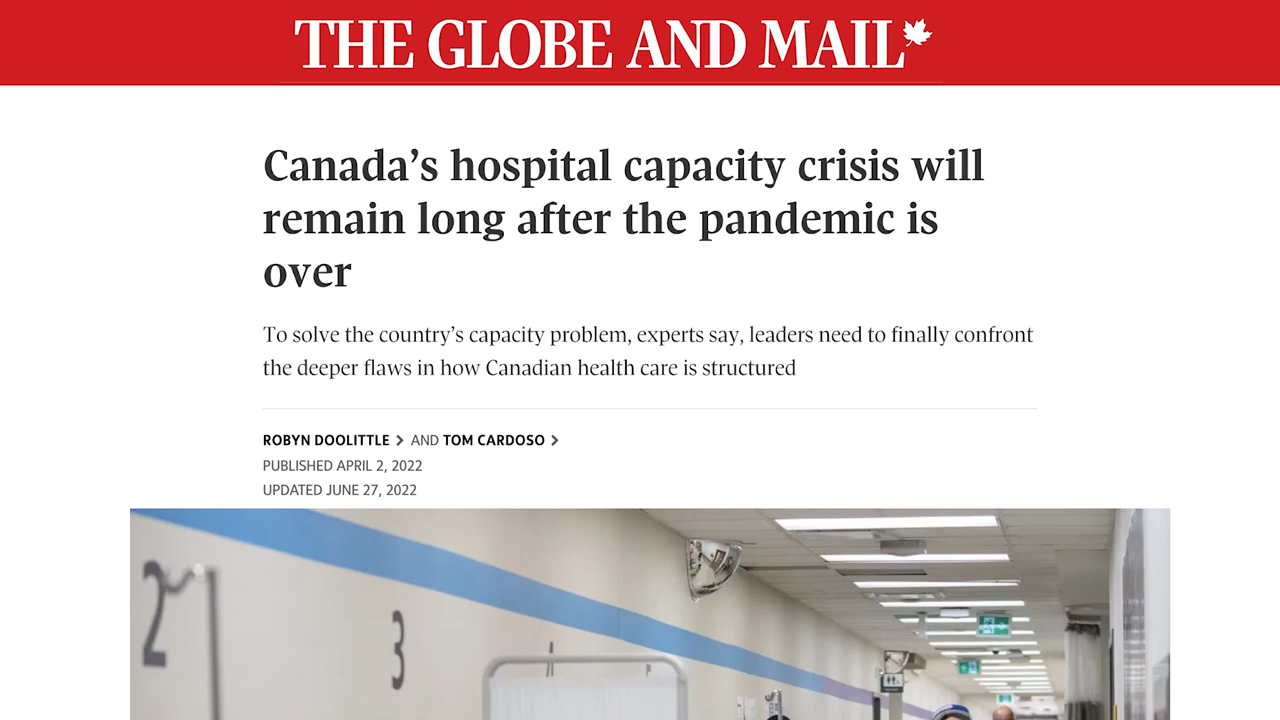 THE GLOBE AND MAIL
Canada’s hospital capacity crisis will
remain long after the pandemic is
over
To solve the country’s capacity problem, experts say, leaders need to finally confront
the deeper flaws in how Canadian health care is structured
ROBYN DOOLITTLE > AND TOM CARDOSO >
PUBLISHED APRIL 2, 2022
UPDATED JUNE 27, 2022
2
3